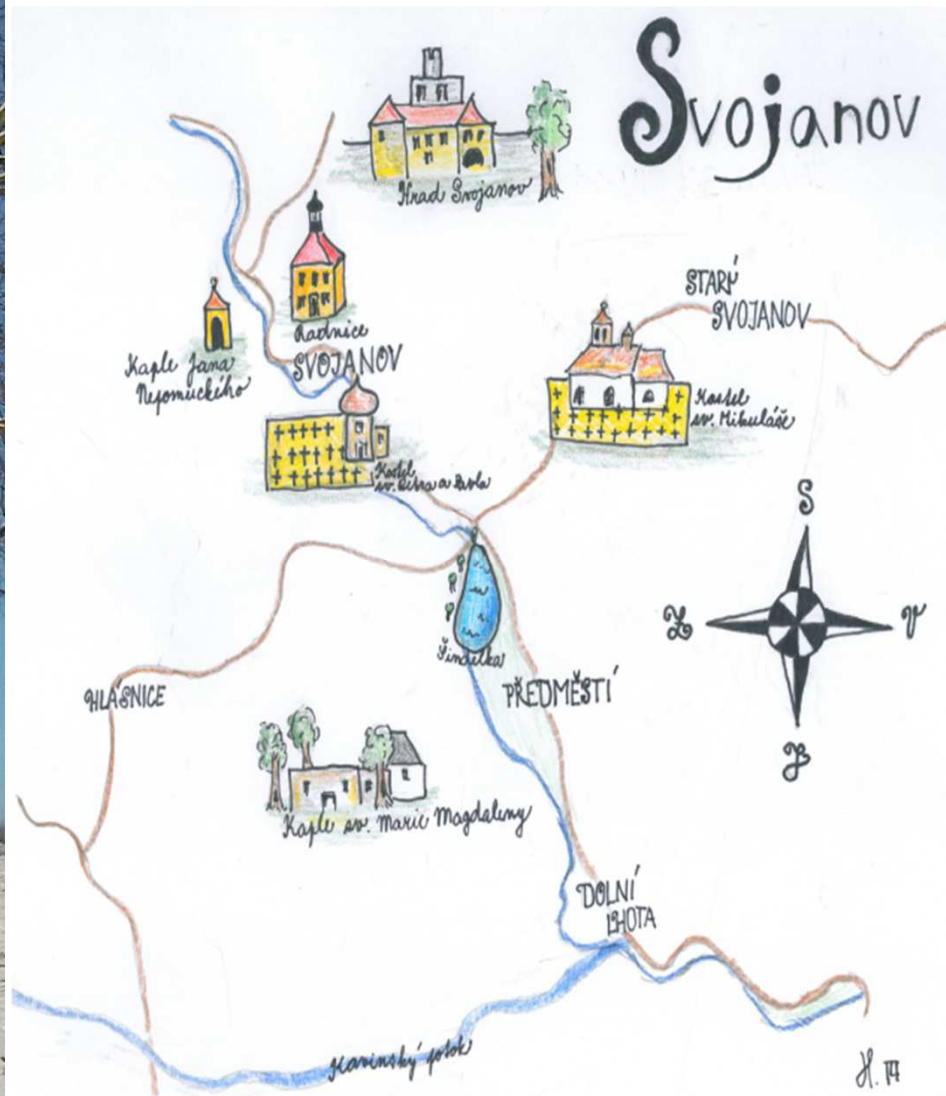 Svojanov
Hrad Svojanov
Radnice
Kaple Jana
Nepomuckého
SVOJANOV
STARÝ
SVOJANOV
Kostel
sv. Mikuláše
Kostel
sv. Petra a Pavla
S
Z
V
J
Šindelka
PŘEDMĚSTÍ
HLÁSNICE
Kaple sv. Marie Magdaleny
DOLNÍ
LHOTA
potok
H. 14